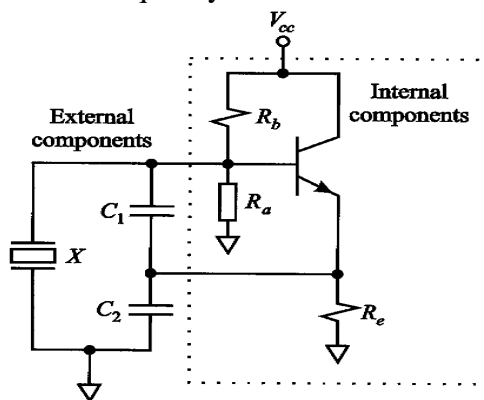 V_cc
External
components
Internal
components
R_b
C_1
R_a
X
C_2
R_e